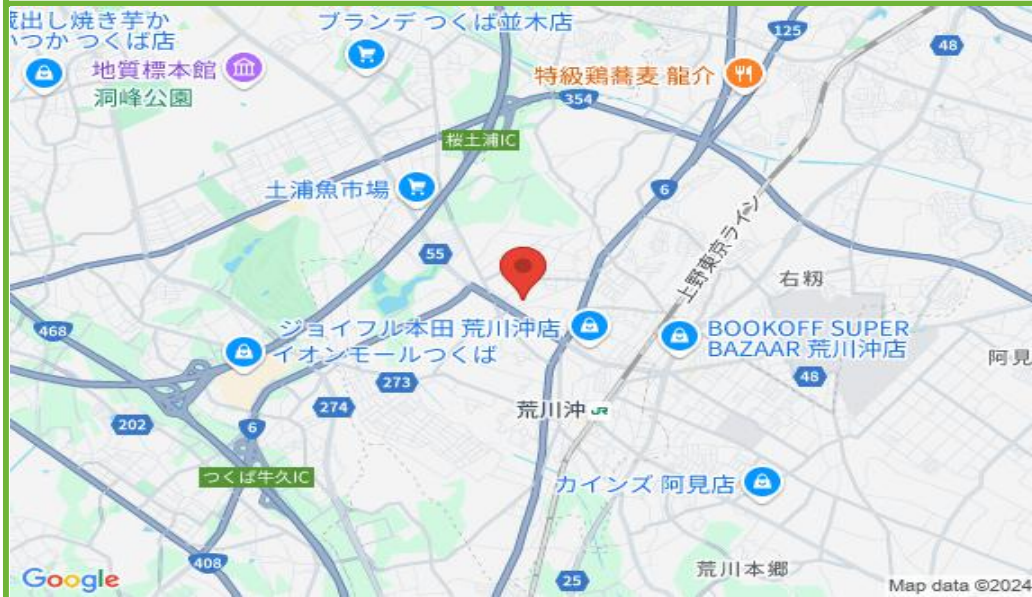 蔵出し焼き芋か
いつか つくば店
ブランデ つくば並木店
125
48
地質標本館
洞峰公園
特級鶏蕎麦 龍介
354
桜土浦IC
土浦魚市場
6
上野東京ライン
55
右籾
468
ジョイフル本田 荒川沖店
イオンモールつくば
BOOKOFF SUPER
BAZAAR 荒川沖店
阿見
273
48
274
荒川沖 JR
202
6
つくば牛久IC
カインズ 阿見店
408
荒川本郷
25
Google
Map data ©2024